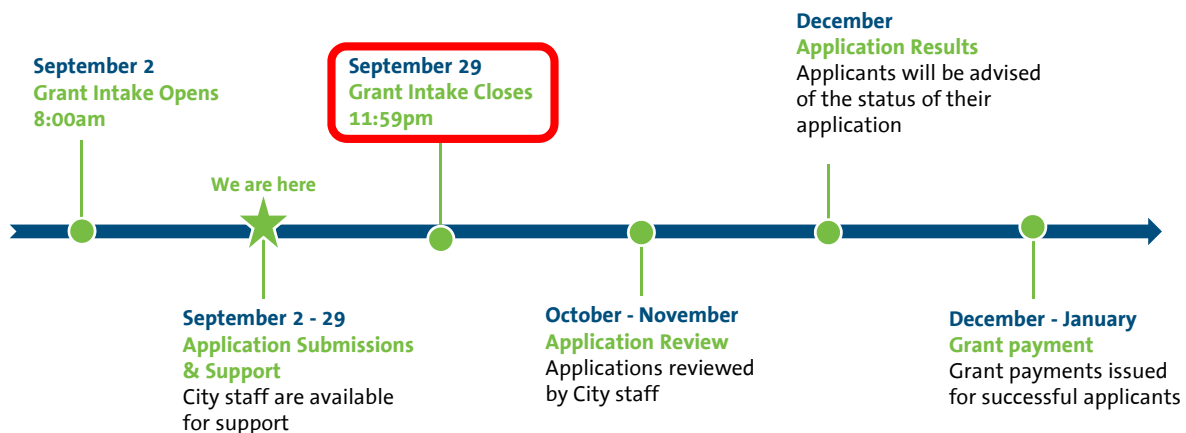 September 2
Grant Intake Opens
8:00am
We are here
September 2 - 29
Application Submissions
& Support
City staff are available
for support
September 29
Grant Intake Closes
11:59pm
October - November
Application Review
Applications reviewed
by City staff
December
Application Results
Applicants will be advised
of the status of their
application
December - January
Grant payment
Grant payments issued
for successful applicants